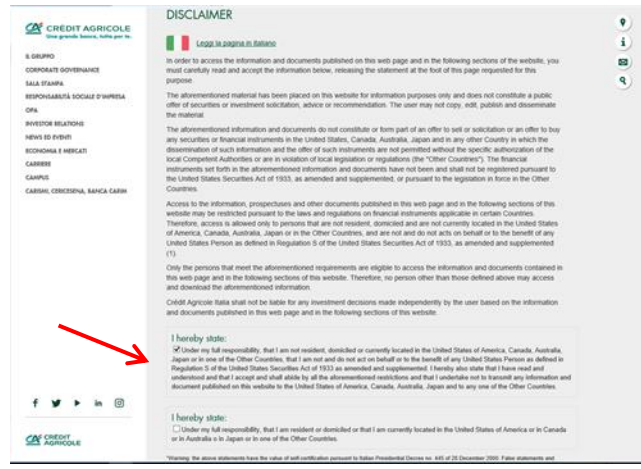 CRÉDIT AGRICOLE
Una grande banca, tutta per te.
IL GRUPPO
CORPORATE GOVERNANCE
SALA STAMPA
RESPONSABILITÀ SOCIALE D'IMPRESA
OPA
INVESTOR RELATIONS
NEWS ED EVENTI
ECONOMIA E MERCATI
CARRIERE
CAMPUS
CARISMI, CERICESENA, BANCA CARIM
CRÉDIT
AGRICOLE
DISCLAIMER
Leggi la pagina in italiano
In order to access the information and documents published on this web page and in the following sections of the website, you
must carefully read and accept the information below, releasing the statement at the foot of this page requested for this
purpose.
The aforementioned material has been placed on this website for information purposes only and does not constitute a public
offer of securities or investment solicitation, advice or recommendation. The user may not copy, edit, publish and disseminate
the material.
The aforementioned information and documents do not constitute or form part of an offer to sell or solicitation or an offer to buy
any securities or financial instruments in the United States, Canada, Australia, Japan and in any other Country in which the
dissemination of such information and the offer of such instruments are not permitted without the specific authorization of the
local Competent Authorities or are in violation of local legislation or regulations (the "Other Countries"). The financial
instruments set forth in the aforementioned information and documents have not been and shall not be registered pursuant to
the United States Securities Act of 1933, as amended and supplemented, or pursuant to the legislation in force in the Other
Countries.
Access to the information, prospectuses and other documents published in this web page and in the following sections of this
website may be restricted pursuant to the laws and regulations on financial instruments applicable in certain Countries.
Therefore, access is allowed only to persons that are not resident, domiciled and are not currently located in the United States
of America, Canada, Australia, Japan or in the Other Countries, and are not and do not acts on behalf or to the benefit of any
United States Person as defined in Regulation S of the United States Securities Act of 1933, as amended and supplemented
(1).
Only the persons that meet the aforementioned requirements are eligible to access the information and documents contained in
this web page and in the following sections of this website. Therefore, no person other than those defined above may access
and download the aforementioned information.
Crédit Agricole Italia shall not be liable for any investment decisions made independently by the user based on the information
and documents published in this web page and in the following sections of this website.
I hereby state:
Under my full responsibility, that I am not resident, domiciled or currently located in the United States of America, Canada, Australia,
Japan or in one of the Other Countries, that I am not and do not act on behalf or to the benefit of any United States Person as defined in
Regulation S of the United States Securities Act of 1933 as amended and supplemented. I hereby also state that I have read and
understood and that I accept and shall abide by all the aforementioned restrictions and that I undertake not to transmit any information and
document published on this website to the United States of America, Canada, Australia, Japan and to any one of the Other Countries.
I hereby state:
Under my full responsibility, that I am resident or domiciled or that I am currently located in the United States of America or in Canada
or in Australia o in Japan or in one of the Other Countries.
*Warning: the above statements have the value of self-certification pursuant to Italian Presidential Decree no. 445 of 28 December 2000. False statements and